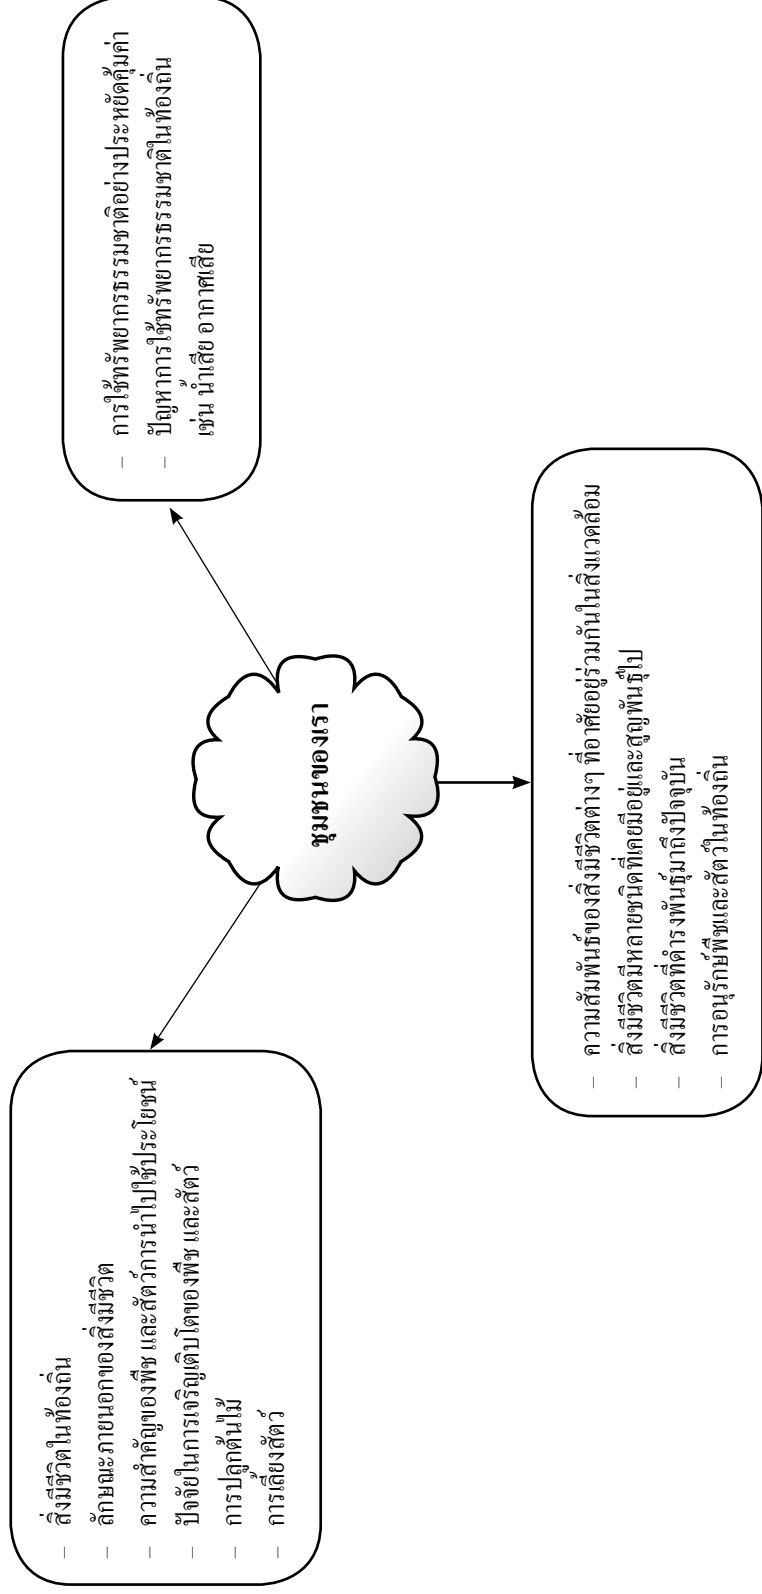 ชุมชนของเรา
– สิ่งมีชีวิตในท้องถิ่น
– ลักษณะภายนอกของสิ่งมีชีวิต
– ความสำคัญของพืช และสัตว์การนำไปใช้ประโยชน์
– ปัจจัยในการเจริญเติบโตของพืช และสัตว์
– การปลูกต้นไม้
– การเลี้ยงสัตว์
– การใช้ทรัพยากรธรรมชาติอย่างประหยัดคุ้มค่า
– ปัญหาการใช้ทรัพยากรธรรมชาติในท้องถิ่น
เช่น น้ำเสีย อากาศเสีย
– ความสัมพันธ์ของสิ่งมีชีวิตต่างๆ ที่อาศัยอยู่ร่วมกันในสิ่งแวดล้อม
– สิ่งมีชีวิตมีหลายชนิดที่เคยมีอยู่และสูญพันธุ์ไป
– สิ่งมีชีวิตที่ดำรงพันธุ์มาถึงปัจจุบัน
– การอนุรักษ์พืชและสัตว์ในท้องถิ่น